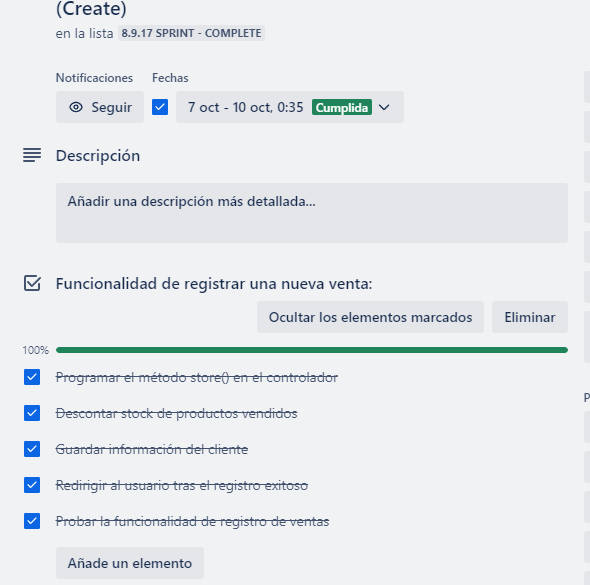 (Create)
en la lista 8.9.17 SPRINT - COMPLETE
Notificaciones Fechas
Seguir 7 oct - 10 oct, 0:35 Cumplida
Descripción
Añadir una descripción más detallada...
Funcionalidad de registrar una nueva venta:
Ocultar los elementos marcados Eliminar
100%
Programar el método store() en el controlador
Descontar stock de productos vendidos
P
Guardar información del cliente
Redirigir al usuario tras el registro exitoso
Probar la funcionalidad de registro de ventas
Añade un elemento